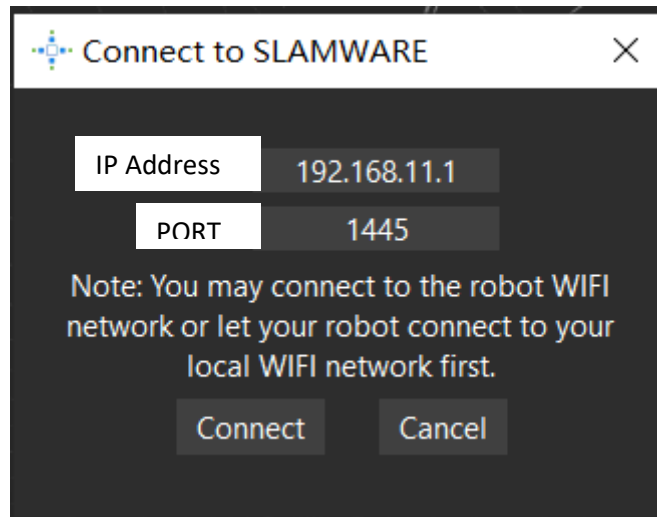 Connect to SLAMWARE
IP Address 192.168.11.1
PORT 1445
Note: You may connect to the robot WIFI
network or let your robot connect to your
local WIFI network first.
Connect Cancel